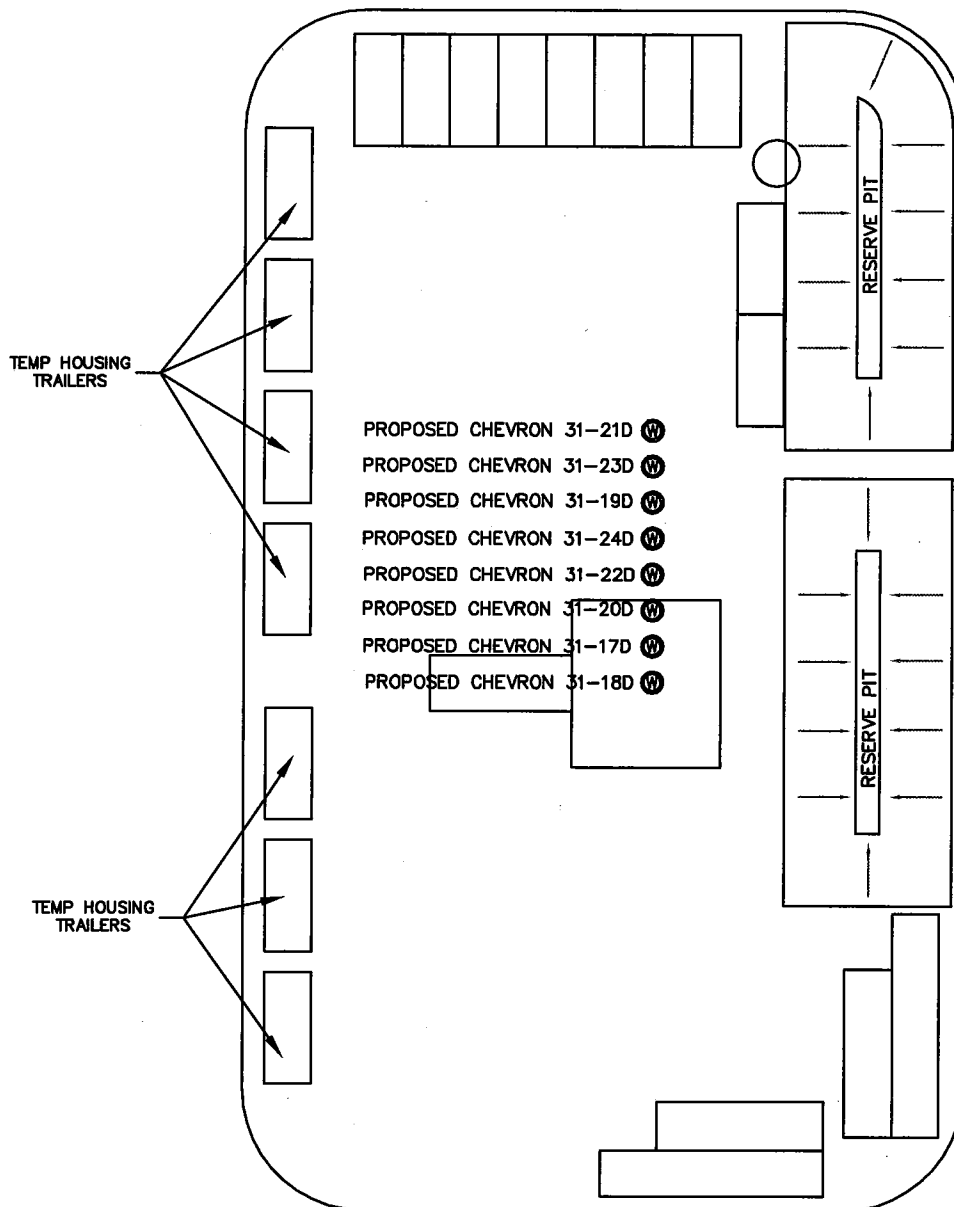 RESERVE PIT
TEMP HOUSING
TRAILERS
PROPOSED CHEVRON 31-21D W
PROPOSED CHEVRON 31-23D W
PROPOSED CHEVRON 31-19D W
PROPOSED CHEVRON 31-24D W
PROPOSED CHEVRON 31-22D W
PROPOSED CHEVRON 31-20D W
PROPOSED CHEVRON 31-17D W
PROPOSED CHEVRON 31-18D W
RESERVE PIT
TEMP HOUSING
TRAILERS